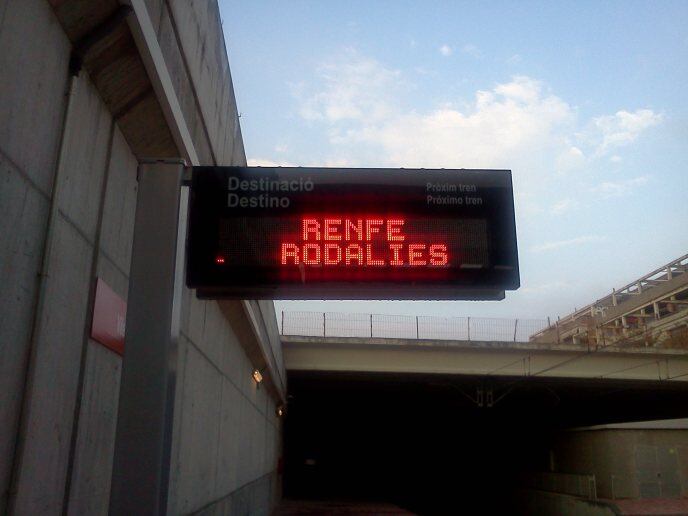 Destinació
Destino
Pròxim tren
Próximo tren
RENFE
RODALIES